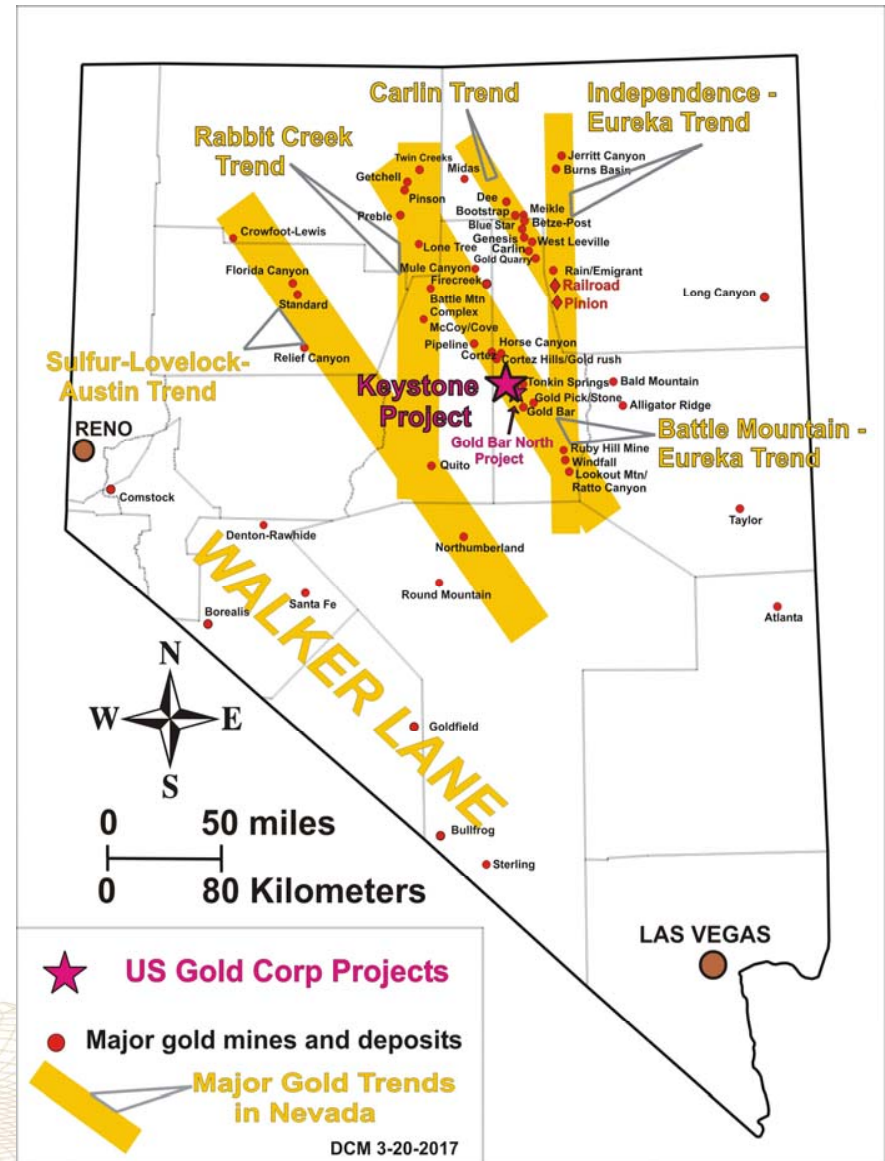 Carlin Trend
Independence -
Eureka Trend
Rabbit Creek
Trend
Twin Creeks
Midas
Jerritt Canyon
Burns Basin
Getchell
Pinson
Dee
Preble
Bootstrap
Meikle
Blue Star
Betze-Post
Crowfoot-Lewis
Genesis
West Leeville
Lone Tree
Carlin
Gold Quarry
Mule Canyon
Rain/Emigrant
Florida Canyon
Firecreek
Railroad
Standard
Battle Mtn
Complex
Pinion
Long Canyon
McCoy/Cove
Relief Canyon
Pipeline
Horse Canyon
Cortez
Cortez Hills/Gold rush
Sulfur-Lovelock-
Austin Trend
Keystone
Project
Tonkin Springs
Bald Mountain
Gold Pick/Stone
Gold Bar
Alligator Ridge
RENO
Gold Bar North
Project
Battle Mountain -
Eureka Trend
Ruby Hill Mine
Windfall
Lookout Mtn/
Ratto Canyon
Quito
Comstock
Taylor
Denton-Rawhide
Northumberland
WALKER LANE
Round Mountain
Santa Fe
Borealis
Atlanta
N
W
E
S
Goldfield
0 50 miles
0 80 Kilometers
Bullfrog
Sterling
LAS VEGAS
US Gold Corp Projects
Major gold mines and deposits
Major Gold Trends
in Nevada
DCM 3-20-2017